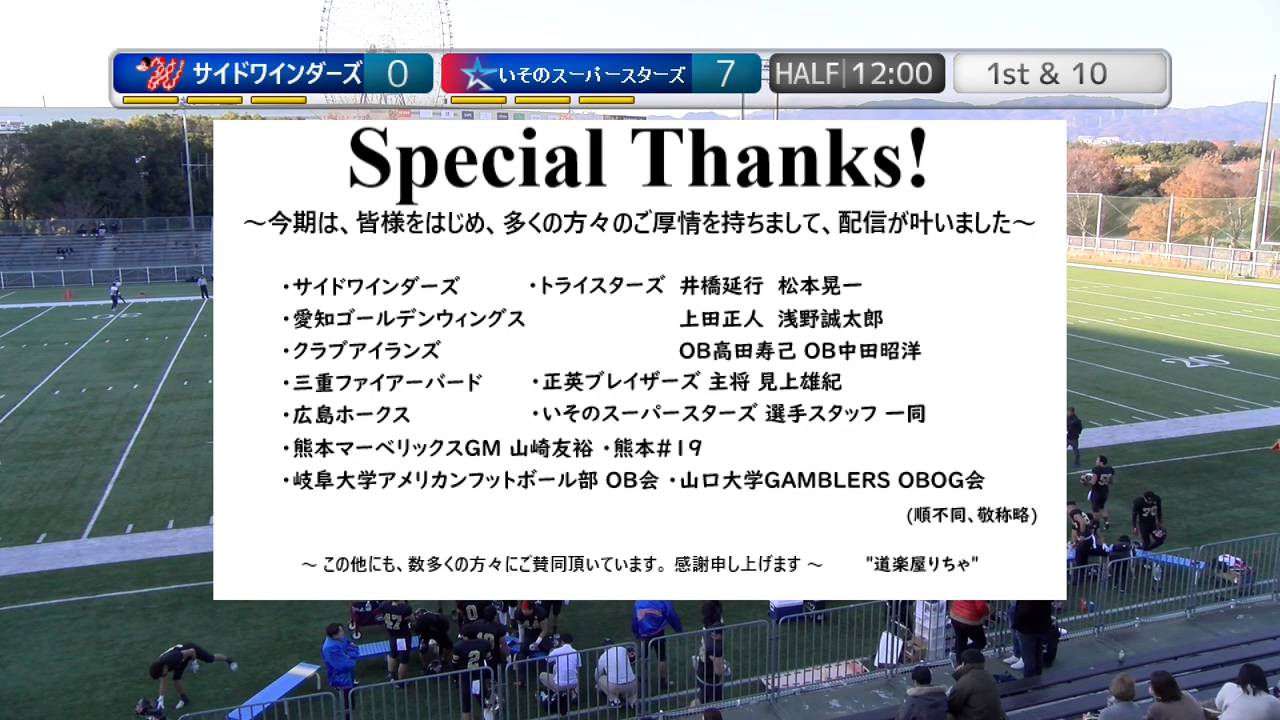 サイドワインダーズ 0 いそのスーパースターズ 7 HALF 12:00 1st & 10
Special Thanks!
～今期は、皆様をはじめ、多くの方々のご厚情を持ちまして、配信が叶いました～
・サイドワインダーズ ・トライスターズ 井橋延行 松本晃一
・愛知ゴールデンウィングス 上田正人 浅野誠太郎
・クラブアイランズ OB高田寿己 OB中田昭洋
・三重ファイアーバード ・正英ブレイザーズ 主将 見上雄紀
・広島ホークス ・いそのスーパースターズ 選手スタッフ 一同
・熊本マーベリックスGM 山崎友裕 ・熊本#19
・岐阜大学アメリカンフットボール部 OB会 ・山口大学GAMBLERS OBOG会
(順不同、敬称略)
～ この他にも、数多くの方々にご賛同頂いています。感謝申し上げます ～ "道楽屋りちゃ"
47
2